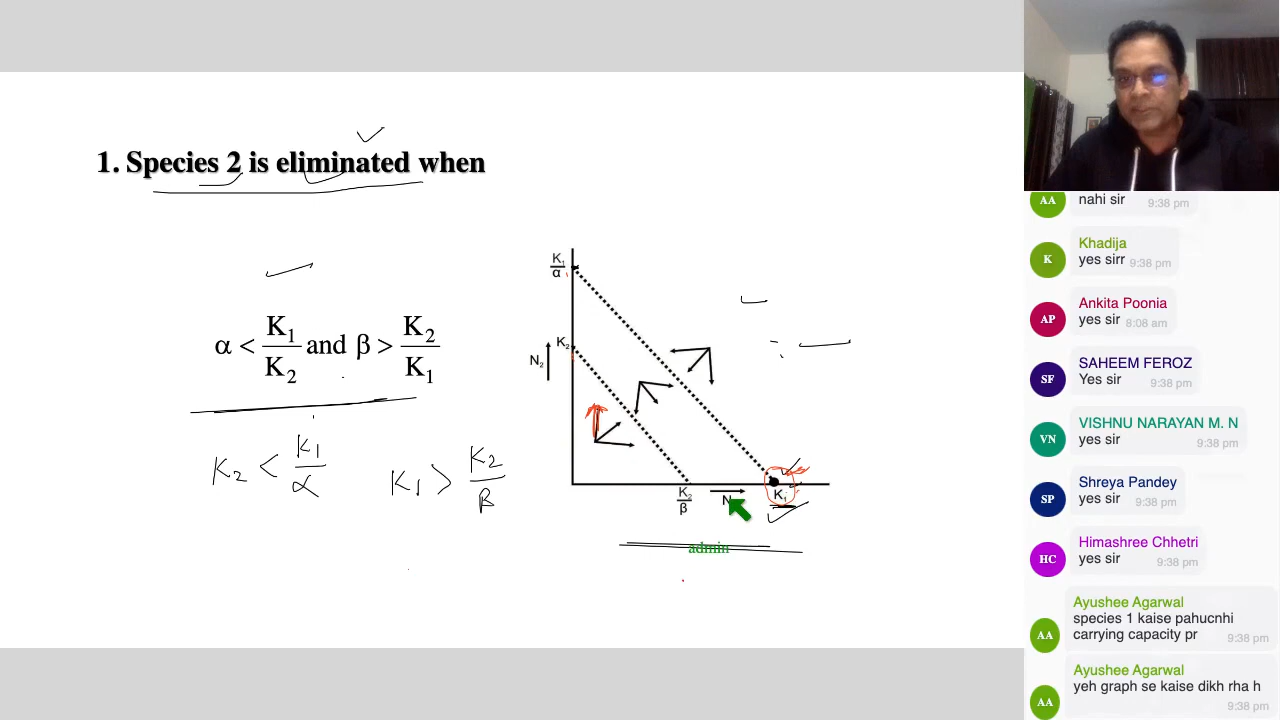 1. Species 2 is eliminated when
α < K1/K2 and β > K2/K1
K2 < K1/α
K1 > K2/β
K1/α
K2
N2
K2/β
N
K1
admin
AA
nahi sir 9:38 pm
Khadija
K
yes sirr 9:38 pm
Ankita Poonia
AP
yes sir 8:08 am
SAHEEM FEROZ
SF
Yes sir 9:38 pm
VISHNU NARAYAN M. N
VN
yes sir 9:38 pm
Shreya Pandey
SP
yes sir 9:38 pm
Himashree Chhetri
HC
yes sir 9:38 pm
Ayushee Agarwal
species 1 kaise pahucnhi
AA
carrying capacity pr 9:38 pm
Ayushee Agarwal
yeh graph se kaise dikh rha h
AA
9:38 pm